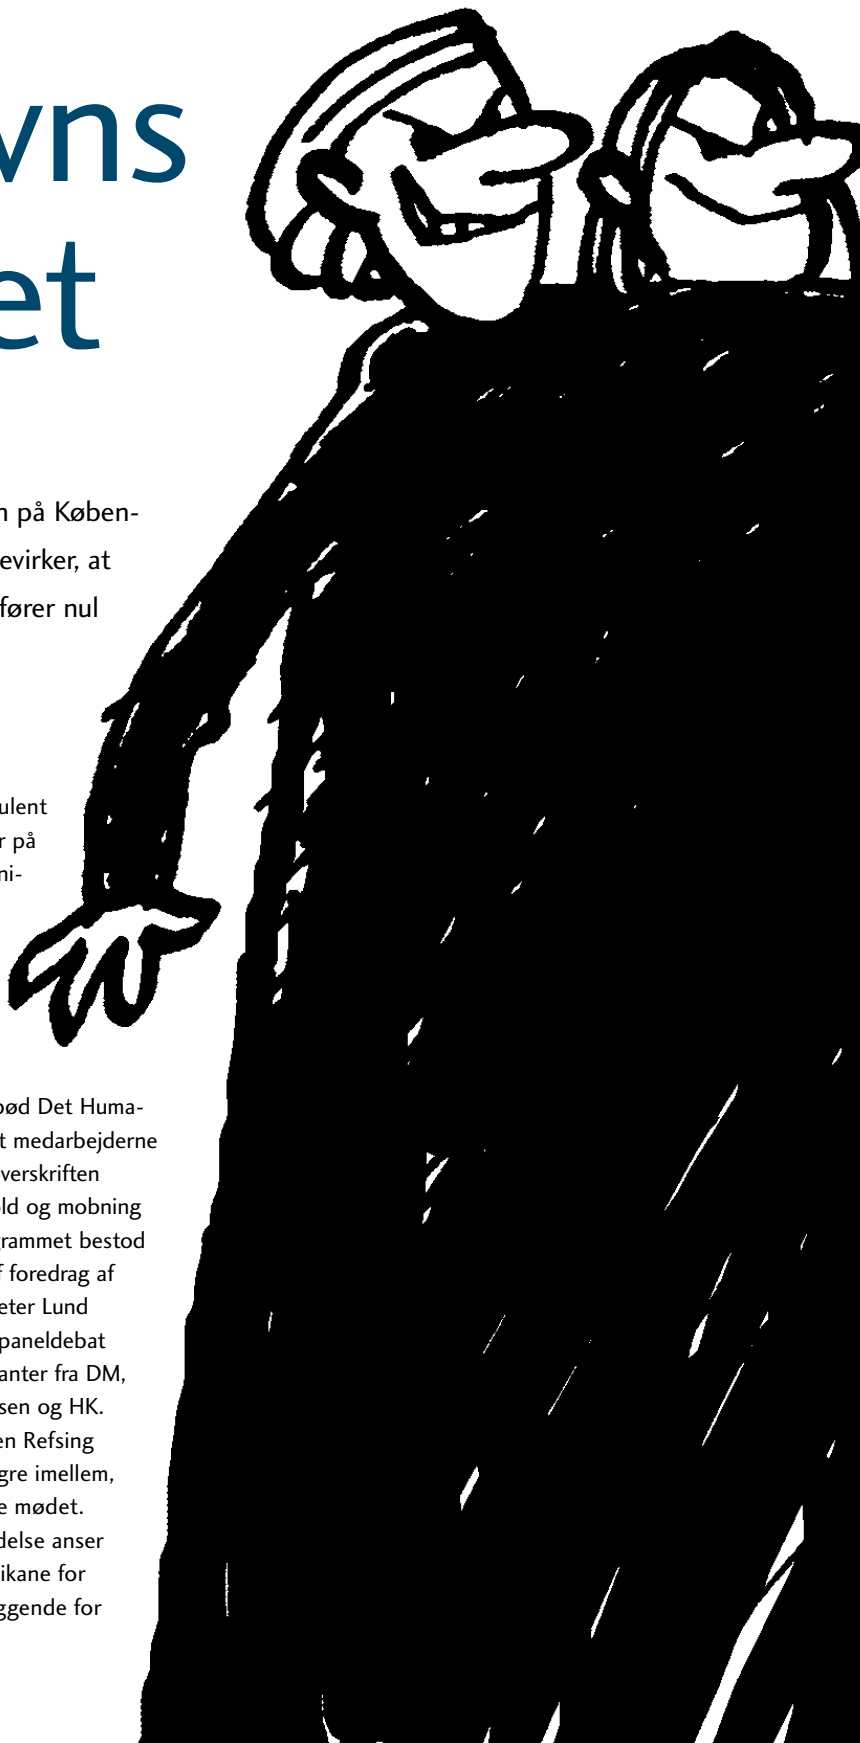 vns
et
n på Køben-
evirker, at
fører nul
ulent
r på
ni-
ød Det Huma-
t medarbejderne
verskriften
ld og mobning
grammet bestod
f foredrag af
eter Lund
paneldebat
anter fra DM,
sen og HK.
en Refsing
gre imellem,
e mødet.
delse anser
ikane for
ggende for